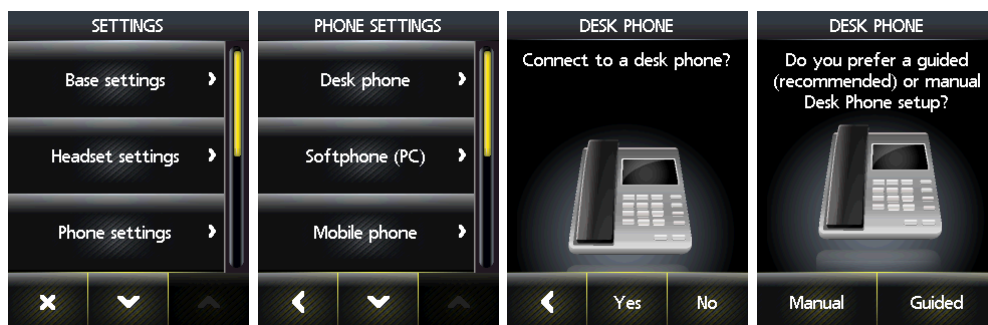 SETTINGS
Base settings
Headset settings
Phone settings
PHONE SETTINGS
Desk phone
Softphone (PC)
Mobile phone
DESK PHONE
Connect to a desk phone?
Yes
No
DESK PHONE
Do you prefer a guided
(recommended) or manual
Desk Phone setup?
Manual
Guided